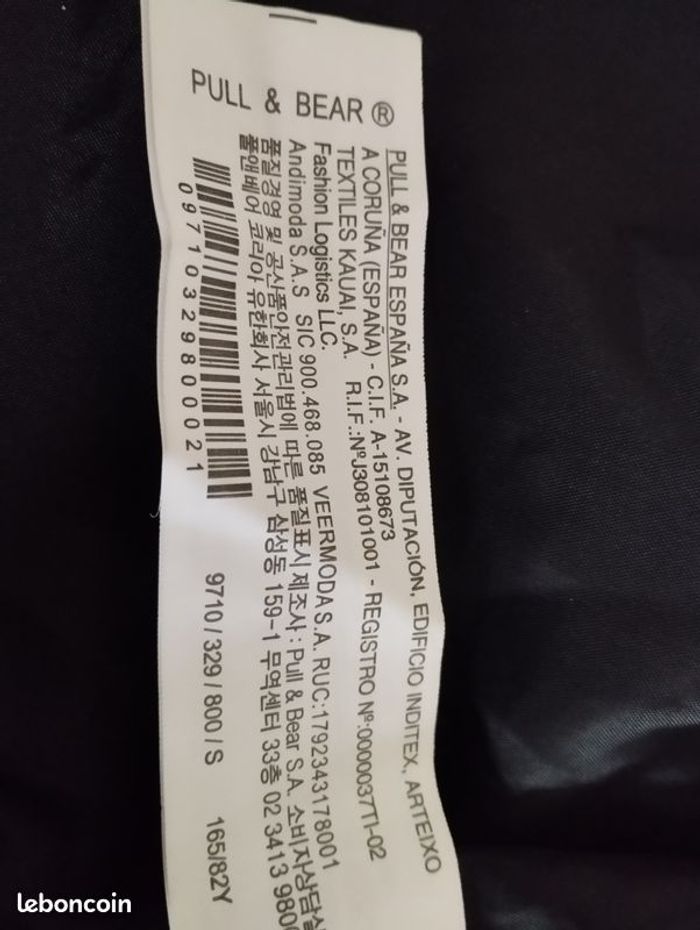 PULL & BEAR ®
PULL & BEAR ESPAÑA S.A. - AV. DIPUTACIÓN, EDIFICIO INDITEX, ARTEIXO
A CORUÑA (ESPAÑA) - C.I.F. A-15108673
TEXTILES KAUAI, S.A. R.I.F.:NºJ308101001 - REGISTRO Nº:0000037TI-02
Fashion Logistics LLC.
Andimoda S.A.S SIC 900.468.085 VEERMODA S.A. RUC:1792343178001
품질경영 및 공산품안전관리법에 따른 품질표시 제조사 : Pull & Bear S.A. 소비자상담실
풀앤베어 코리아 유한회사 서울시 강남구 삼성동 159-1 무역센터 33층 02 3413 980
0971032980021
9710 / 329 / 800 / S 165/82Y
leboncoin